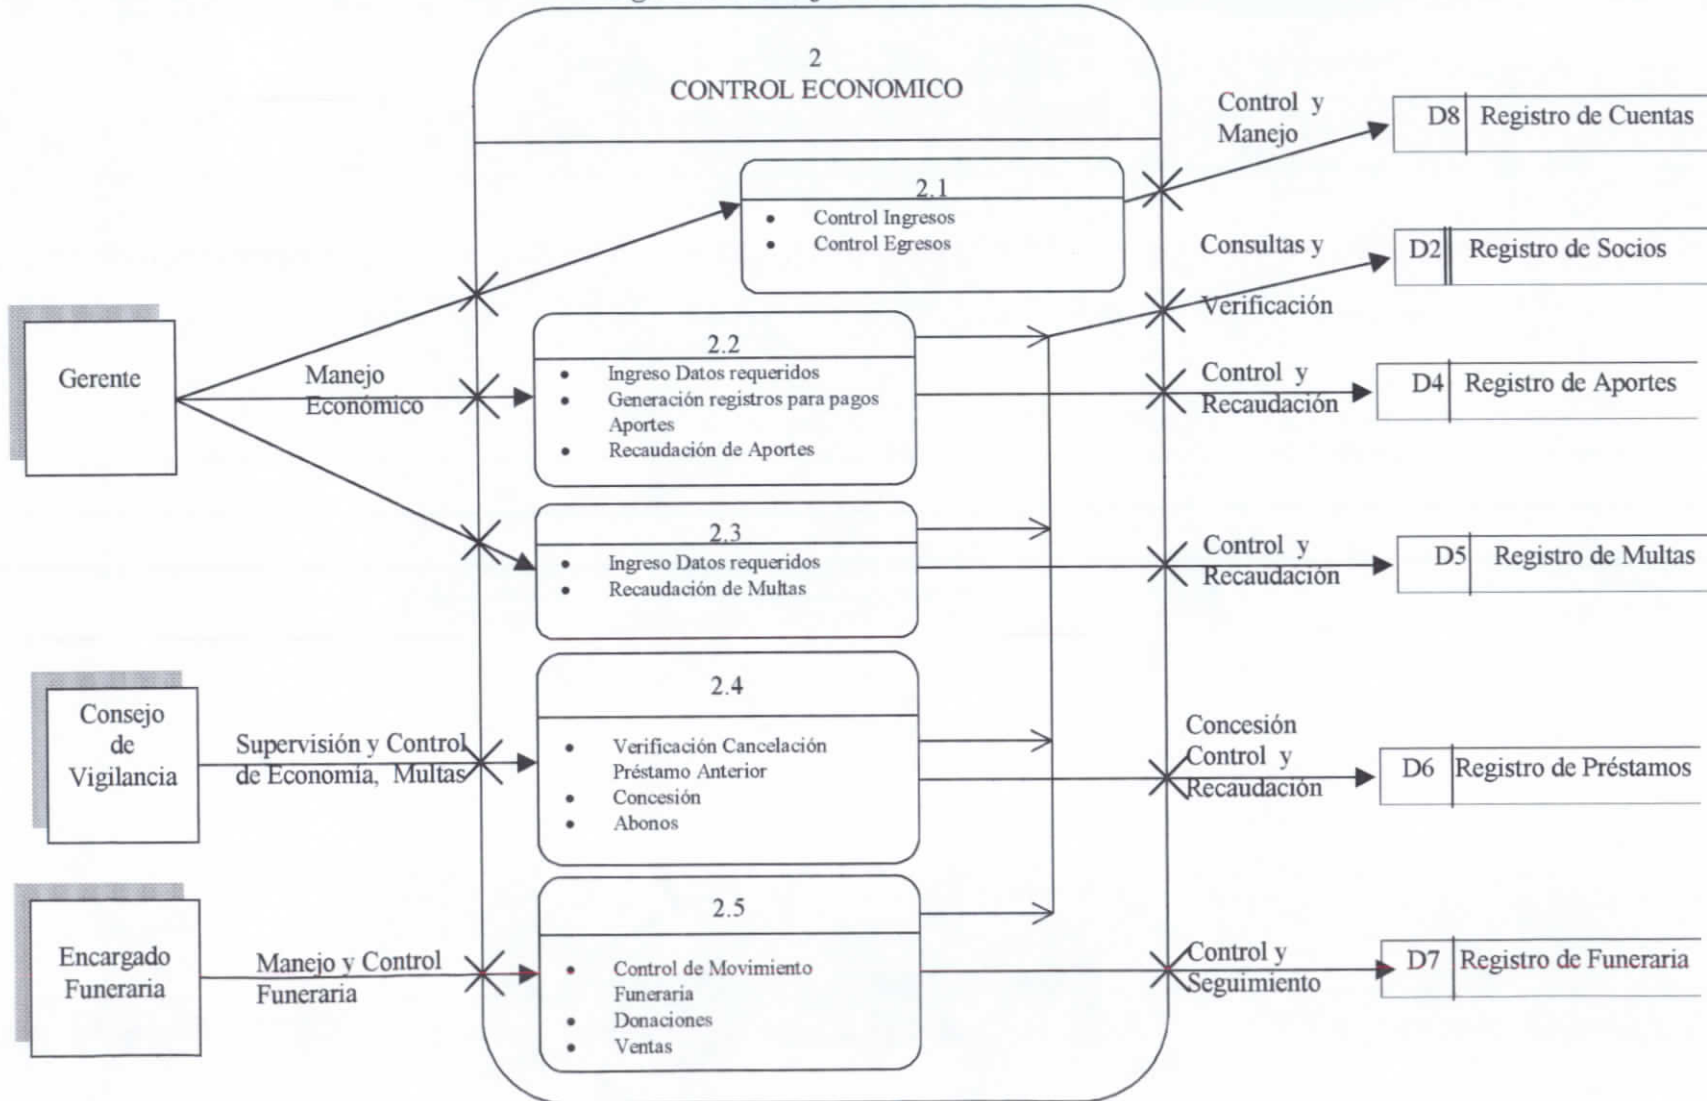 2
CONTROL ECONOMICO
2.1
• Control Ingresos
• Control Egresos
Control y
Manejo
D8 Registro de Cuentas
Consultas y
Verificación
D2 Registro de Socios
Gerente
Manejo
Económico
2.2
• Ingreso Datos requeridos
• Generación registros para pagos
Aportes
• Recaudación de Aportes
Control y
Recaudación
D4 Registro de Aportes
2.3
• Ingreso Datos requeridos
• Recaudación de Multas
Control y
Recaudación
D5 Registro de Multas
Consejo
de
Vigilancia
Supervisión y Control
de Economía, Multas
2.4
• Verificación Cancelación
Préstamo Anterior
• Concesión
• Abonos
Concesión
Control y
Recaudación
D6 Registro de Préstamos
Encargado
Funeraria
Manejo y Control
Funeraria
2.5
• Control de Movimiento
Funeraria
• Donaciones
• Ventas
Control y
Seguimiento
D7 Registro de Funeraria